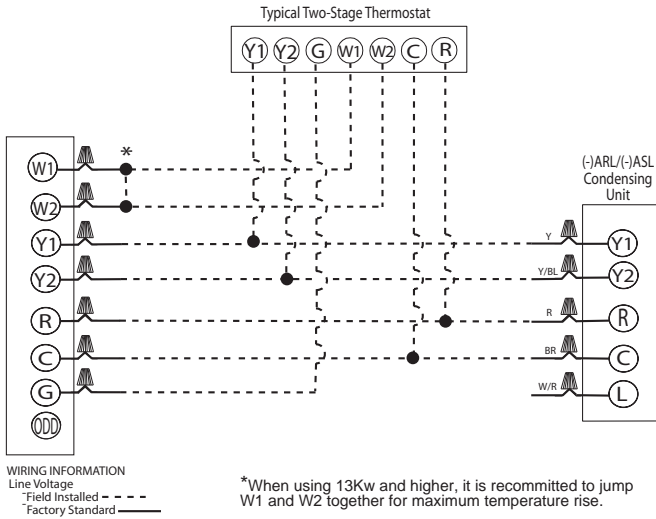 Typical Two-Stage Thermostat
Y1 Y2 G W1 W2 C R
*
W1
W2
Y1
Y2
R
C
G
ODD
(-)ARL/(-)ASL
Condensing
Unit
Y Y1
Y/BL Y2
R R
BR C
W/R L
WIRING INFORMATION
Line Voltage
-Field Installed
-Factory Standard
*When using 13Kw and higher, it is recommitted to jump
W1 and W2 together for maximum temperature rise.